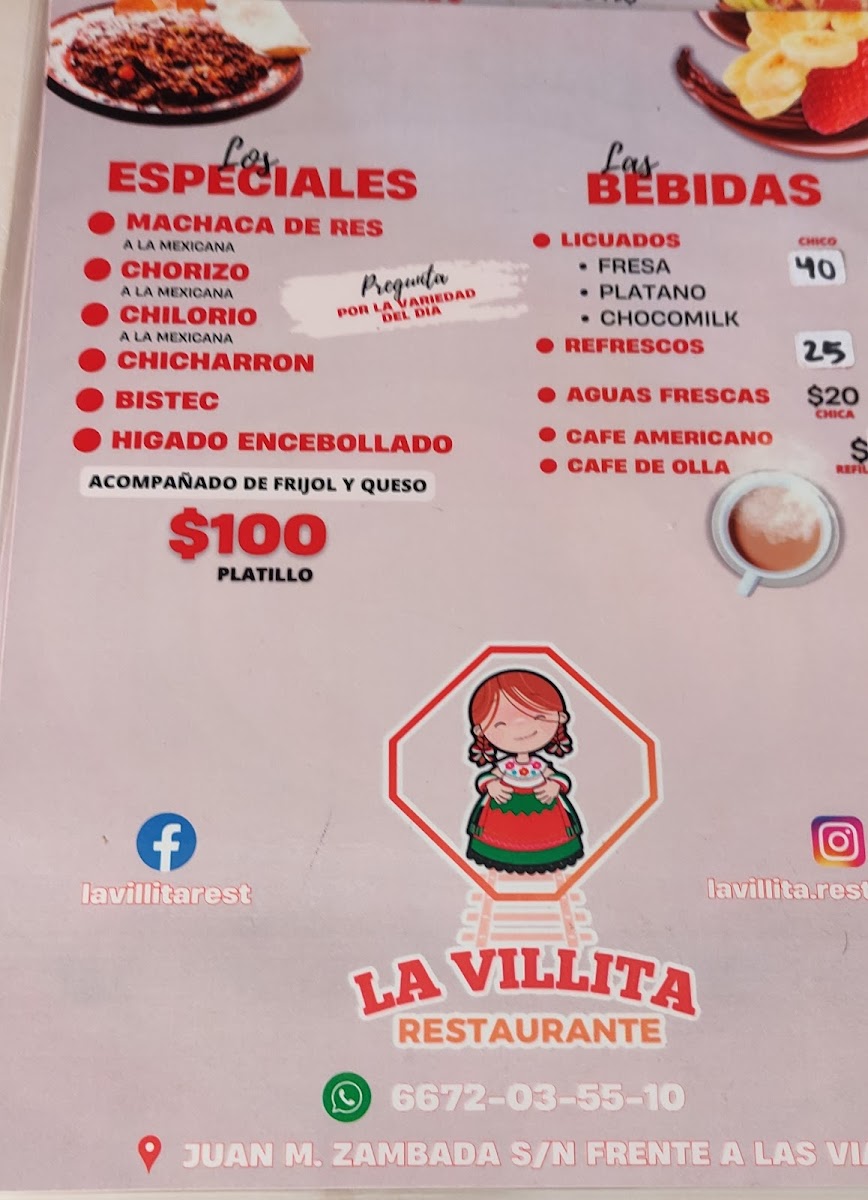 Los
ESPECIALES
MACHACA DE RES
A LA MEXICANA
CHORIZO
A LA MEXICANA
CHILORIO
A LA MEXICANA
CHICHARRON
BISTEC
HIGADO ENCEBOLLADO
ACOMPAÑADO DE FRIJOL Y QUESO
$100
PLATILLO
Pregunta
POR LA VARIEDAD
DEL DIA
Las
BEBIDAS
CHICO
LICUADOS 40
• FRESA
• PLATANO
• CHOCOMILK
REFRESCOS 25
AGUAS FRESCAS $20
CHICA
CAFE AMERICANO $
CAFE DE OLLA REFIL
lavillitarest
lavillita.rest
LA VILLITA
RESTAURANTE
6672-03-55-10
JUAN M. ZAMBADA S/N FRENTE A LAS